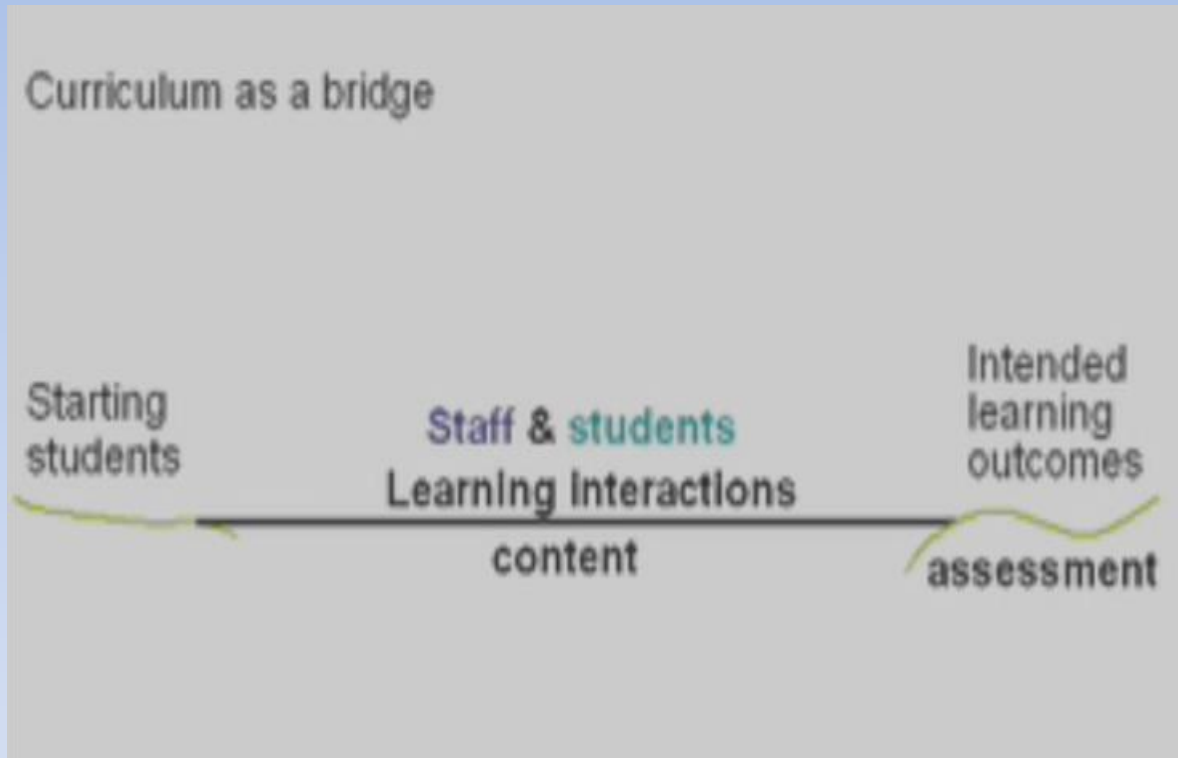 Curriculum as a bridge
Starting
students
Staff & students
Learning Interactions
content
Intended
learning
outcomes
assessment